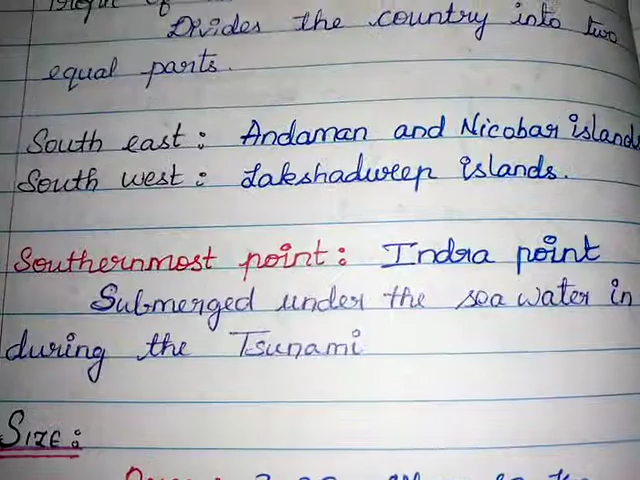 of
Divides the country into two
equal parts.
South east: Andaman and Nicobar islands
South west: Lakshadweep islands.
Southernmost point: Indra point
Submerged under the sea water in
during the Tsunami
Size: